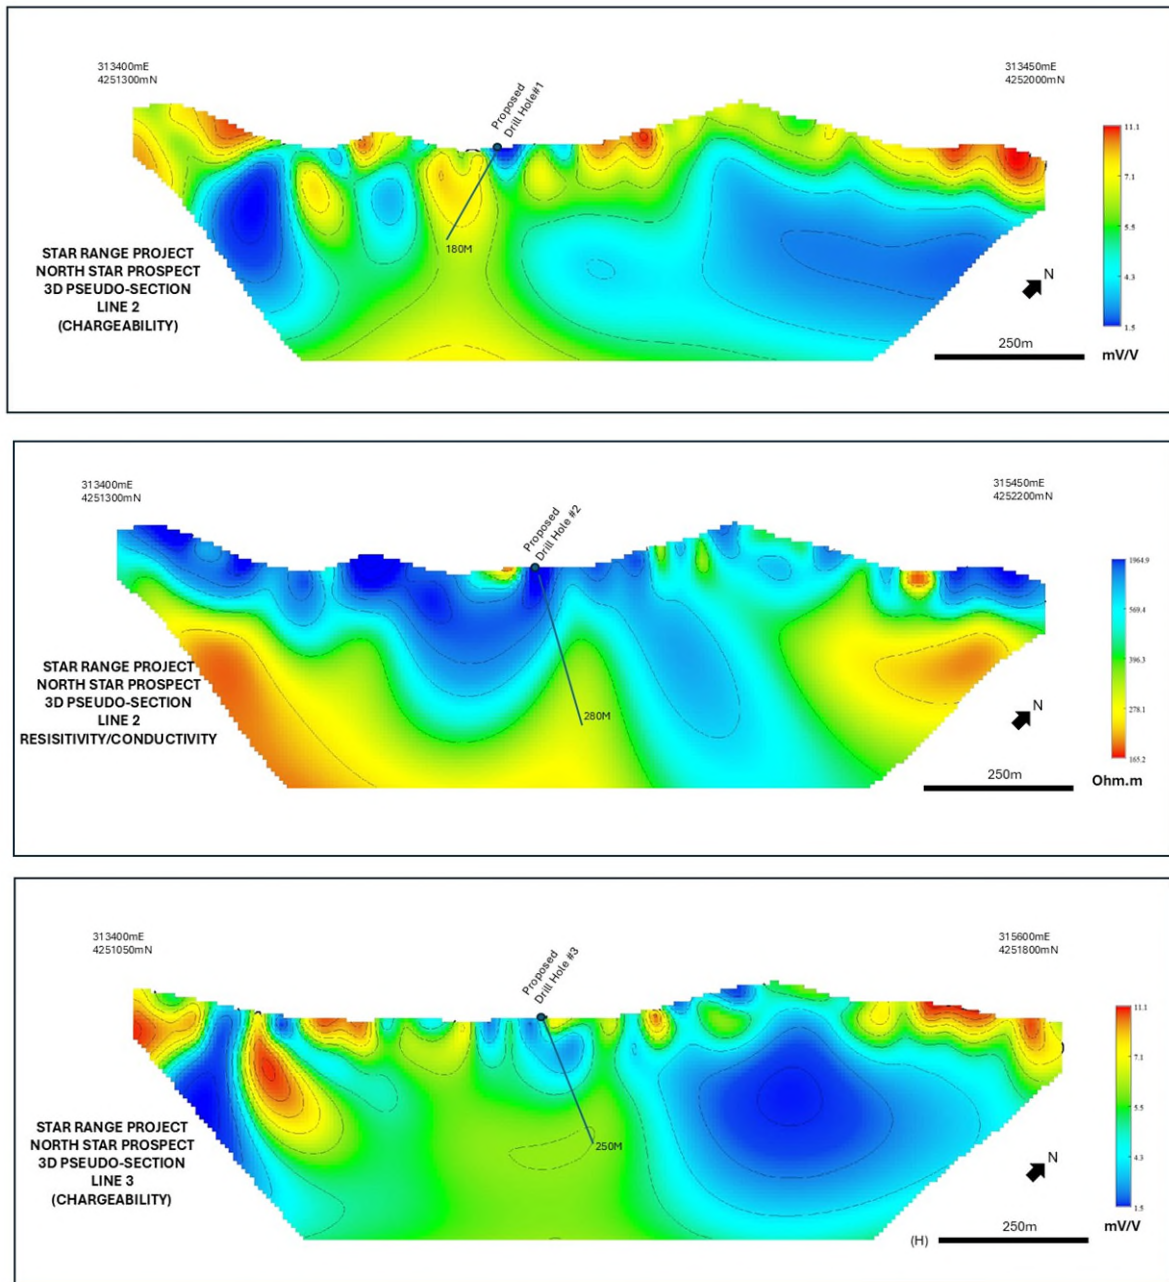 313400mE
4251300mN
313450mE
4252000mN
Proposed
Drill Hole#1
180M
STAR RANGE PROJECT
NORTH STAR PROSPECT
3D PSEUDO-SECTION
LINE 2
(CHARGEABILITY)
N
250m
11.1
7.1
5.5
4.3
1.5
mV/V
313400mE
4251300mN
315450mE
4252200mN
Proposed
Drill Hole #2
280M
STAR RANGE PROJECT
NORTH STAR PROSPECT
3D PSEUDO-SECTION
LINE 2
RESISITIVITY/CONDUCTIVITY
N
250m
1964.9
569.4
396.3
278.1
165.2
Ohm.m
313400mE
4251050mN
315600mE
4251800mN
Proposed
Drill Hole #3
250M
STAR RANGE PROJECT
NORTH STAR PROSPECT
3D PSEUDO-SECTION
LINE 3
(CHARGEABILITY)
N
(H)
250m
11.1
7.1
5.5
4.3
1.5
mV/V